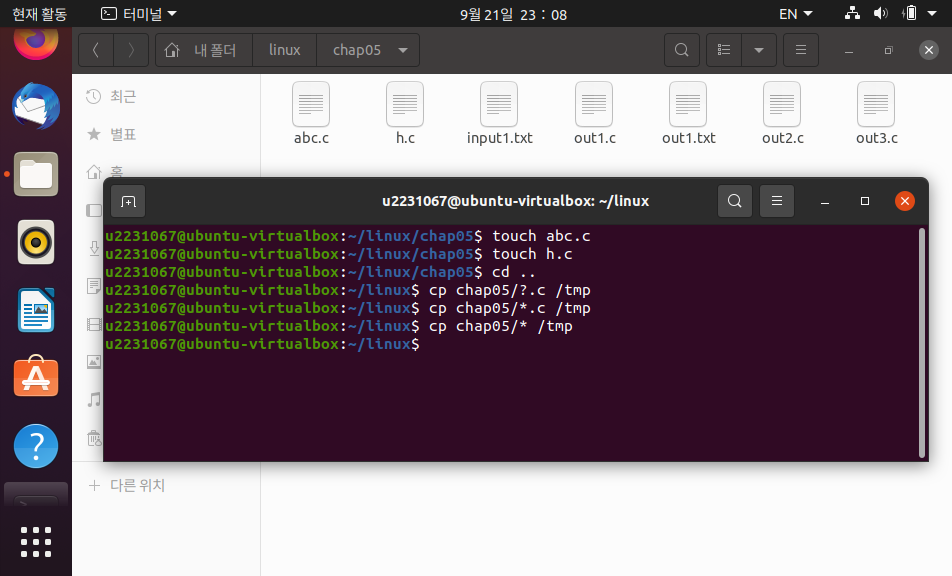 현재 활동 터미널 9월 21일 23 : 08 EN
내 폴더 linux chap05
최근
별표
홈
다른 위치
abc.c h.c input1.txt out1.c out1.txt out2.c out3.c
u2231067@ubuntu-virtualbox: ~/linux
u2231067@ubuntu-virtualbox:~/linux/chap05$ touch abc.c
u2231067@ubuntu-virtualbox:~/linux/chap05$ touch h.c
u2231067@ubuntu-virtualbox:~/linux/chap05$ cd ..
u2231067@ubuntu-virtualbox:~/linux$ cp chap05/?.c /tmp
u2231067@ubuntu-virtualbox:~/linux$ cp chap05/*.c /tmp
u2231067@ubuntu-virtualbox:~/linux$ cp chap05/* /tmp
u2231067@ubuntu-virtualbox:~/linux$